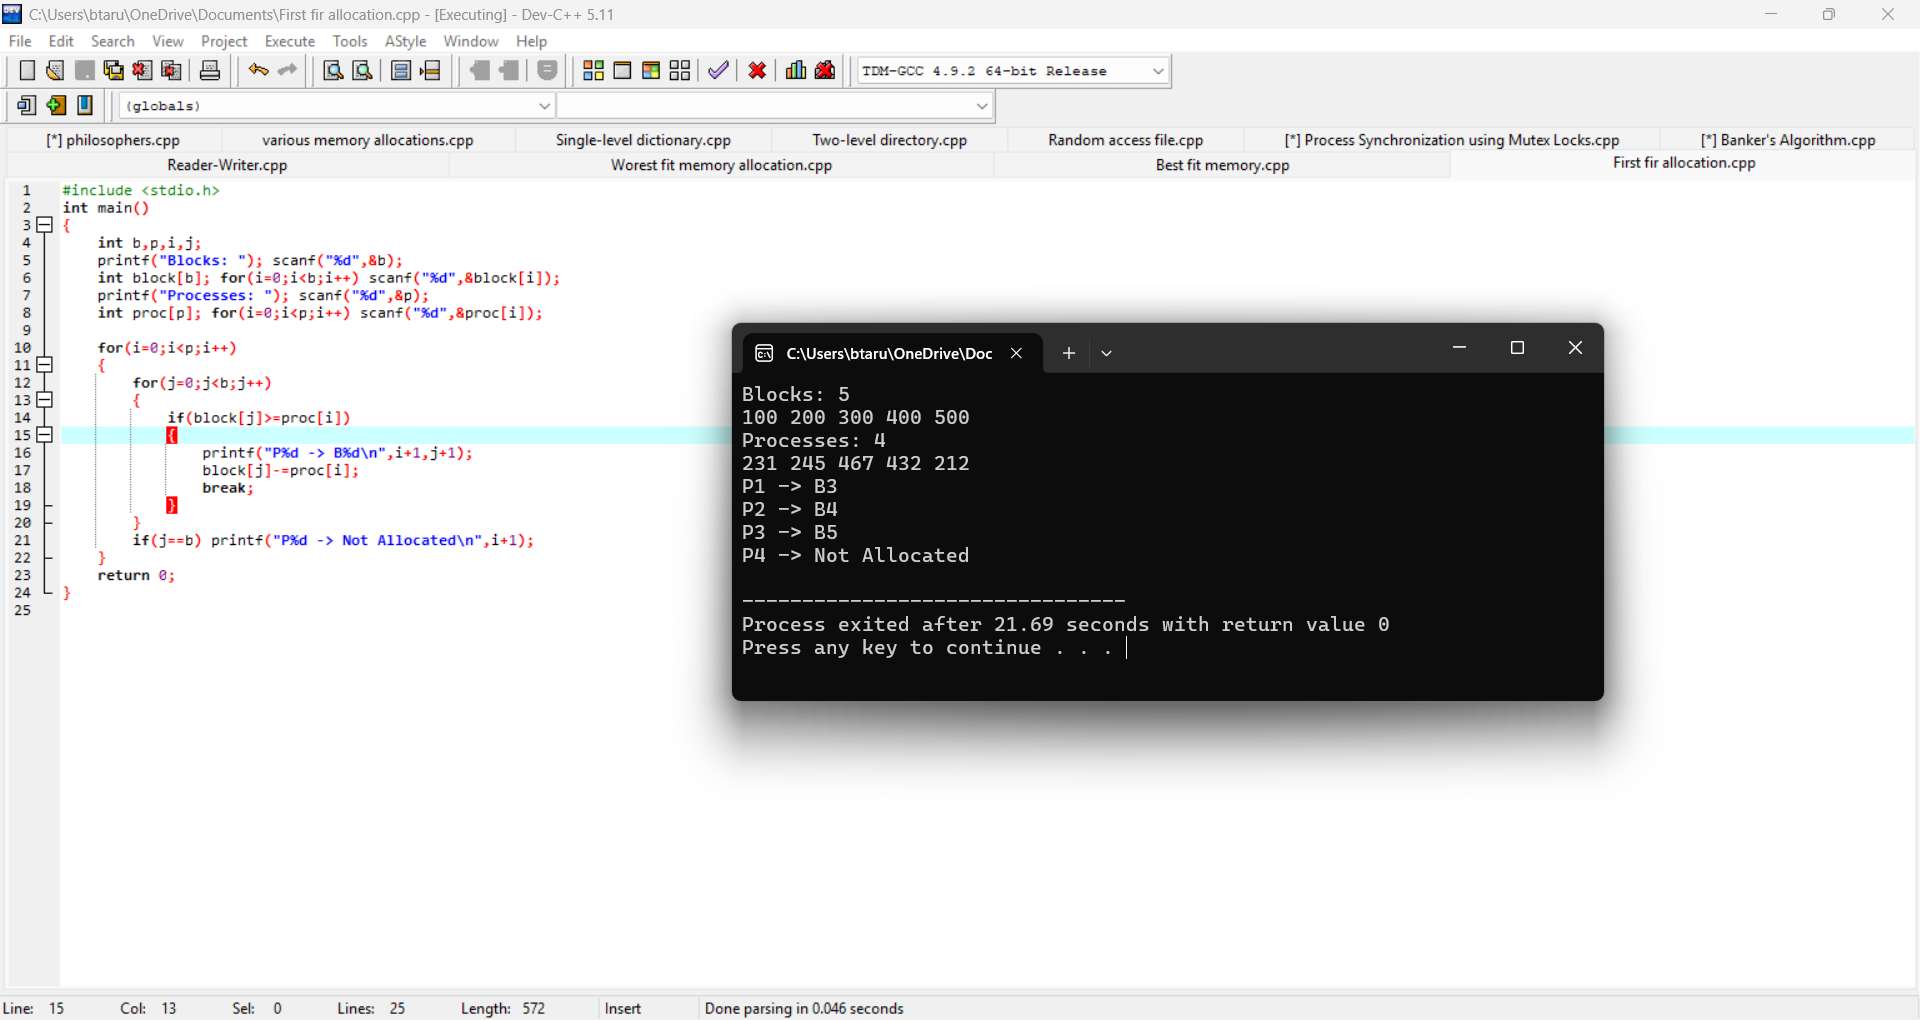 C:\Users\btaru\OneDrive\Documents\First fir allocation.cpp - [Executing] - Dev-C++ 5.11
File Edit Search View Project Execute Tools AStyle Window Help
TDM-GCC 4.9.2 64-bit Release
(globals)
[*] philosophers.cpp various memory allocations.cpp Single-level dictionary.cpp Two-level directory.cpp Random access file.cpp [*] Process Synchronization using Mutex Locks.cpp [*] Banker's Algorithm.cpp
Reader-Writer.cpp Worest fit memory allocation.cpp Best fit memory.cpp First fir allocation.cpp
1 #include <stdio.h>
2 int main()
3 {
4 int b,p,i,j;
5 printf("Blocks: "); scanf("%d",&b);
6 int block[b]; for(i=0;i<b;i++) scanf("%d",&block[i]);
7 printf("Processes: "); scanf("%d",&p);
8 int proc[p]; for(i=0;i<p;i++) scanf("%d",&proc[i]);
9
10 for(i=0;i<p;i++)
11 {
12 for(j=0;j<b;j++)
13 {
14 if(block[j]>=proc[i])
15 {
16 printf("P%d -> B%d\n",i+1,j+1);
17 block[j]-=proc[i];
18 break;
19 }
20 }
21 if(j==b) printf("P%d -> Not Allocated\n",i+1);
22 }
23 return 0;
24 }
25
C:\Users\btaru\OneDrive\Doc
Blocks: 5
100 200 300 400 500
Processes: 4
231 245 467 432 212
P1 -> B3
P2 -> B4
P3 -> B5
P4 -> Not Allocated
--------------------------------
Process exited after 21.69 seconds with return value 0
Press any key to continue . . .
Line: 15 Col: 13 Sel: 0 Lines: 25 Length: 572 Insert Done parsing in 0.046 seconds